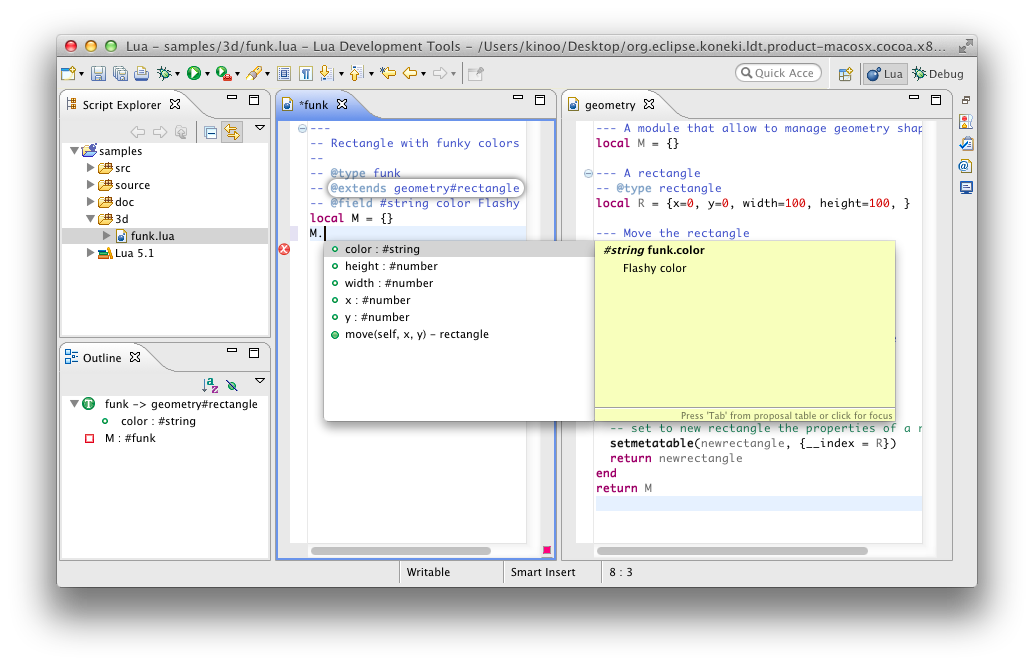 Lua - samples/3d/funk.lua - Lua Development Tools - /Users/kinoo/Desktop/org.eclipse.koneki.ldt.product-macosx.cocoa.x8...
Quick Acce
Lua
Debug
Script Explorer
samples
src
source
doc
3d
funk.lua
Lua 5.1
Outline
funk -> geometry#rectangle
color : #string
M : #funk
*funk
---
-- Rectangle with funky colors
--
-- @type funk
-- @extends geometry#rectangle
-- @field #string color Flashy
local M = {}
M.
color : #string
height : #number
width : #number
x : #number
y : #number
move(self, x, y) - rectangle
#string funk.color
Flashy color
Press 'Tab' from proposal table or click for focus
geometry
--- A module that allow to manage geometry shap
local M = {}
--- A rectangle
-- @type rectangle
local R = {x=0, y=0, width=100, height=100, }
--- Move the rectangle
-- set to new rectangle the properties of a r
setmetatable(newrectangle, {__index = R})
return newrectangle
end
return M
Writable
Smart Insert
8 : 3